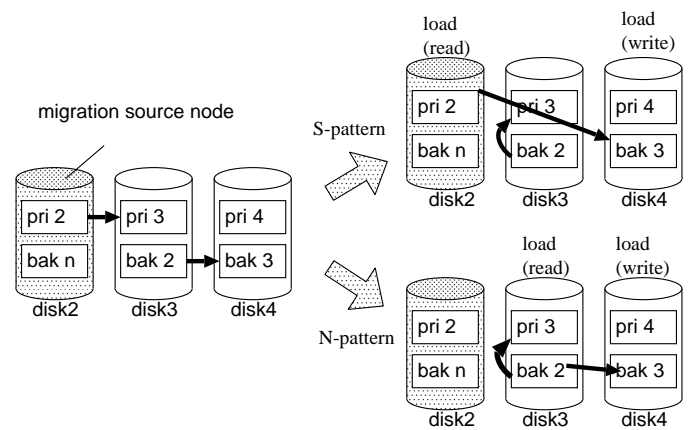 migration source node
pri 2
bak n
disk2
pri 3
bak 2
disk3
pri 4
bak 3
disk4
S-pattern
load
(read)
load
(write)
pri 2
bak n
disk2
pri 3
bak 2
disk3
pri 4
bak 3
disk4
N-pattern
load
(read)
load
(write)
pri 2
bak n
disk2
pri 3
bak 2
disk3
pri 4
bak 3
disk4